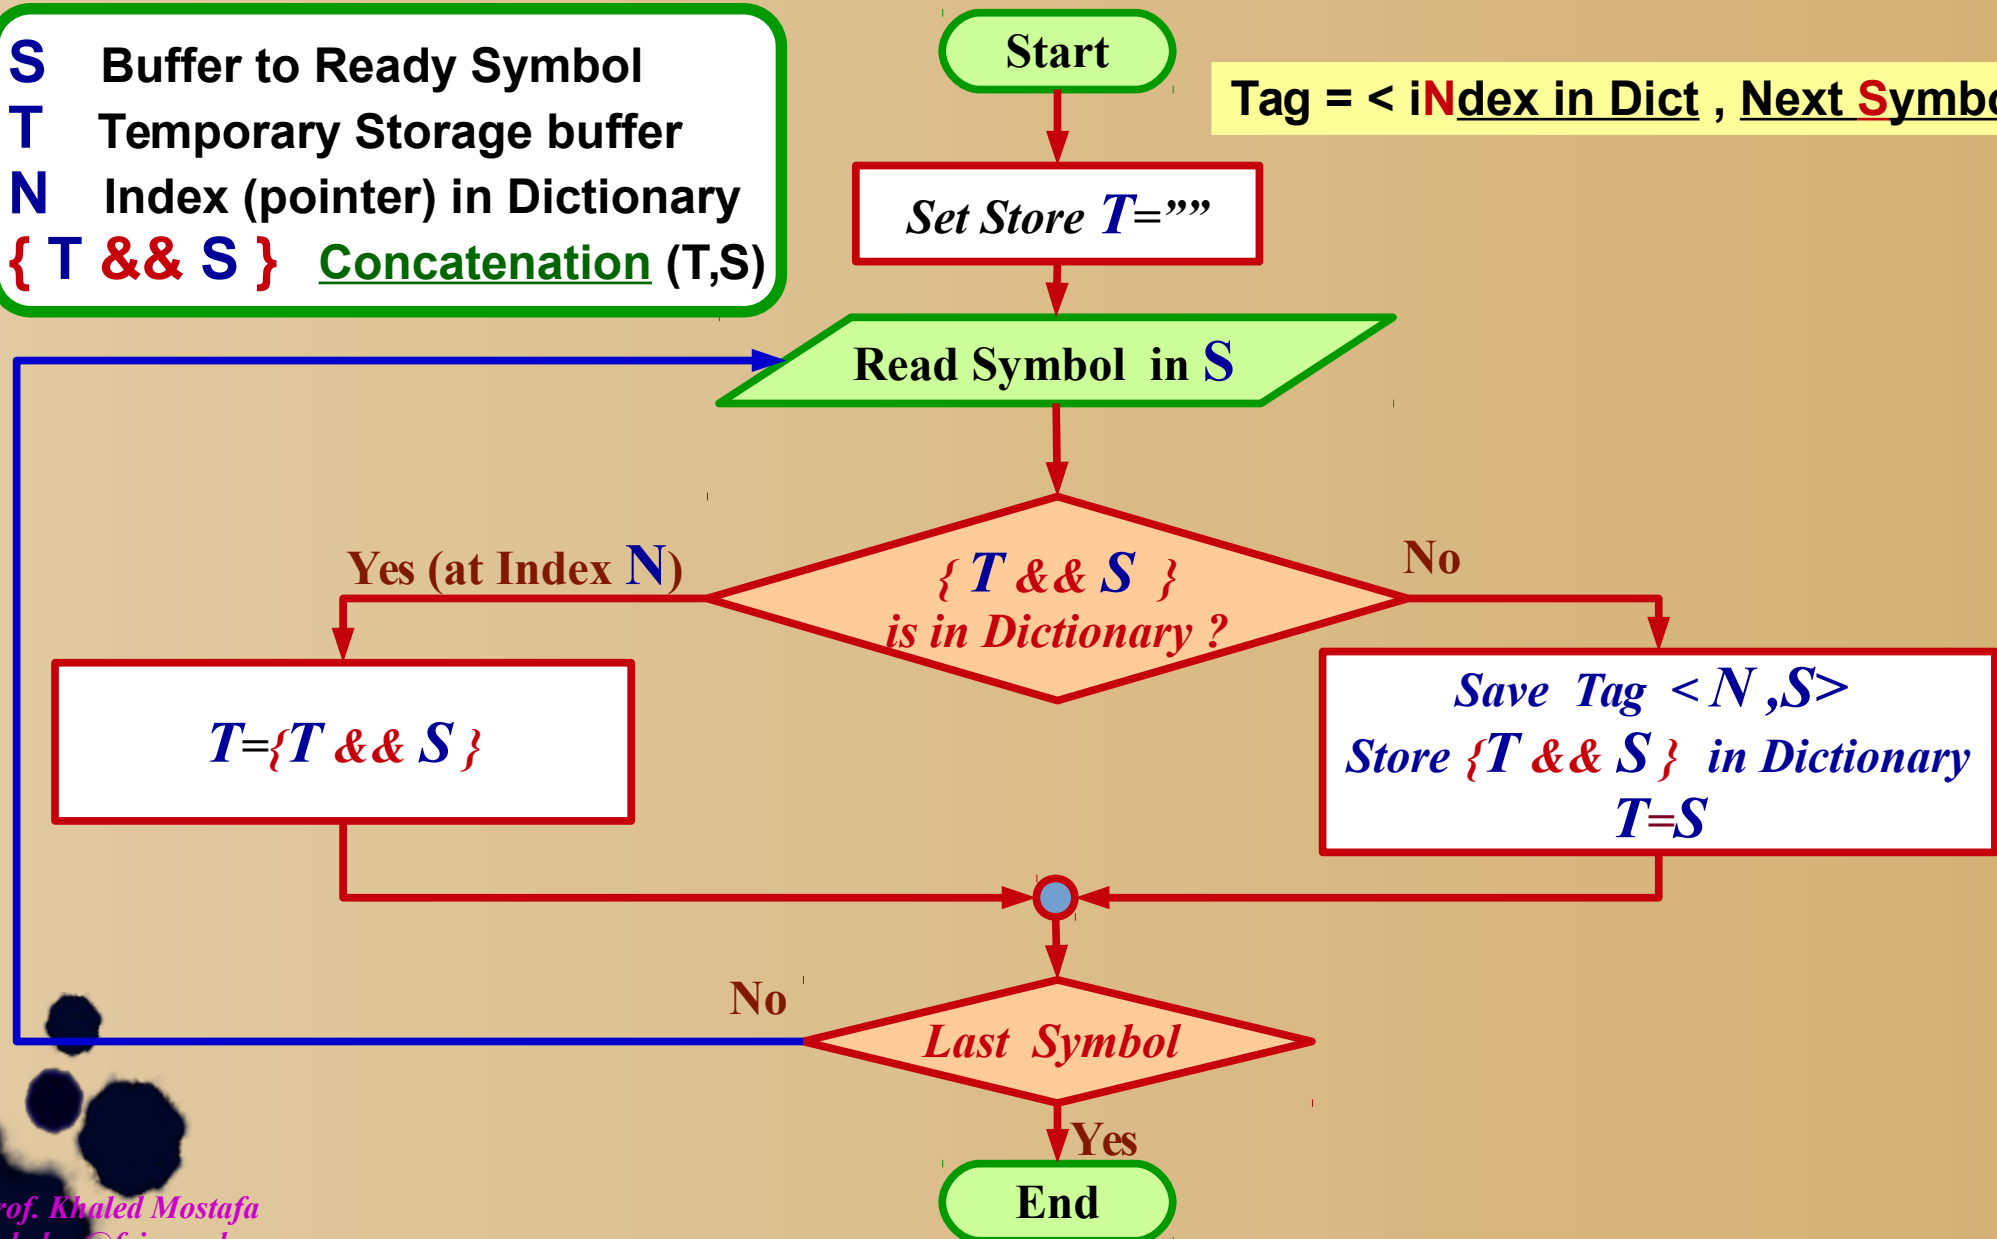 S Buffer to Ready Symbol
T Temporary Storage buffer
N Index (pointer) in Dictionary
{ T && S } Concatenation (T,S)
Start
Tag = < iNdex in Dict , Next
Set Store T=””
Read Symbol in S
Yes (at Index N)
{ T && S }
is in Dictionary ?
No
T={T && S }
Save Tag < N ,S>
Store {T && S } in Dictionary
T=S
No
Last Symbol
Yes
End
Khaled Mostafa